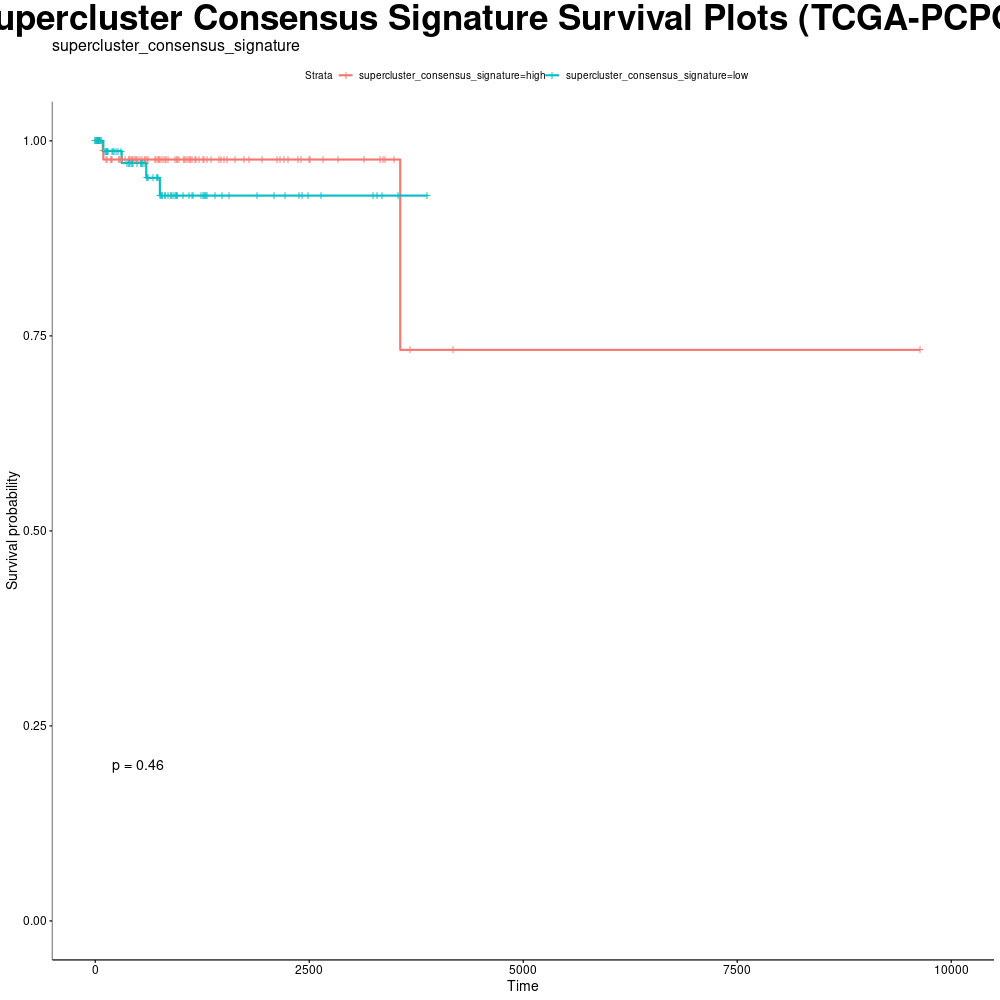 upercluster Consensus Signature Survival Plots (TCGA-PCPG
supercluster_consensus_signature
Strata supercluster_consensus_signature=high supercluster_consensus_signature=low
1.00
0.75
0.50
0.25
0.00
Survival probability
p = 0.46
0 2500 5000 7500 10000
Time